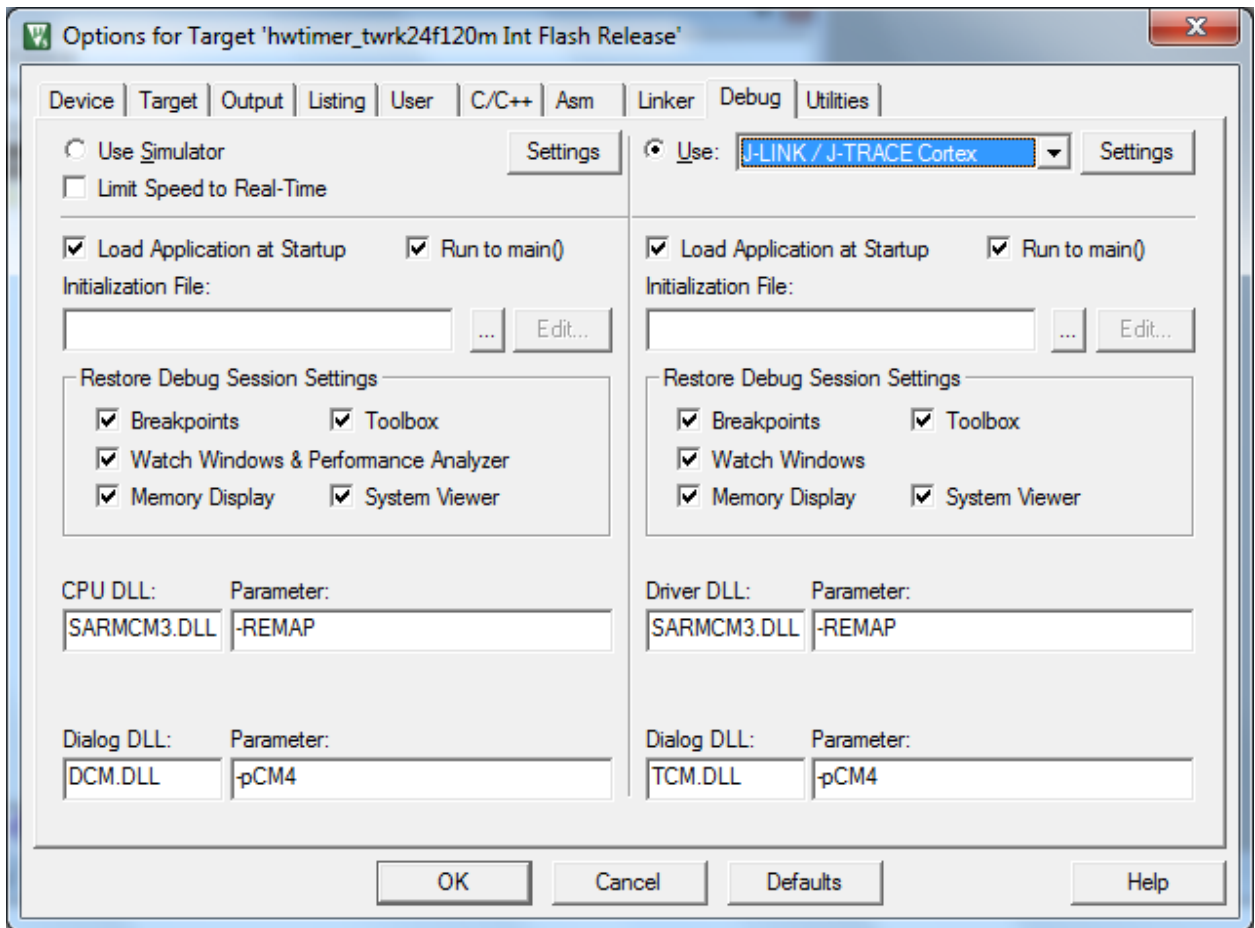 Options for Target 'hwtimer_twrk24f120m Int Flash Release'
Device Target Output Listing User C/C++ Asm Linker Debug Utilities
Use Simulator Settings Use: J-LINK / J-TRACE Cortex Settings
Limit Speed to Real-Time
Load Application at Startup Run to main() Load Application at Startup Run to main()
Initialization File: Initialization File:
... Edit... ... Edit...
Restore Debug Session Settings Restore Debug Session Settings
Breakpoints Toolbox Breakpoints Toolbox
Watch Windows & Performance Analyzer Watch Windows
Memory Display System Viewer Memory Display System Viewer
CPU DLL: Parameter: Driver DLL: Parameter:
SARMCM3.DLL -REMAP SARMCM3.DLL -REMAP
Dialog DLL: Parameter: Dialog DLL: Parameter:
DCM.DLL -pCM4 TCM.DLL -pCM4
OK Cancel Defaults Help